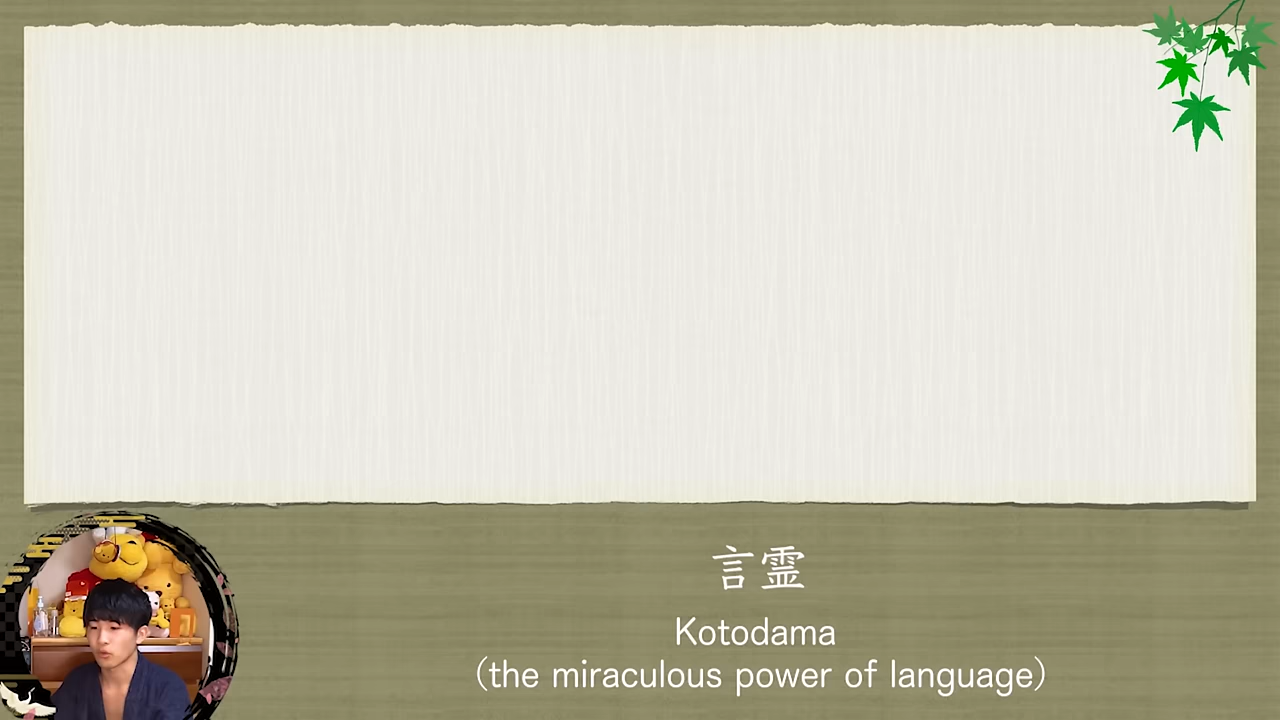 言霊
Kotodama
(the miraculous power of language)